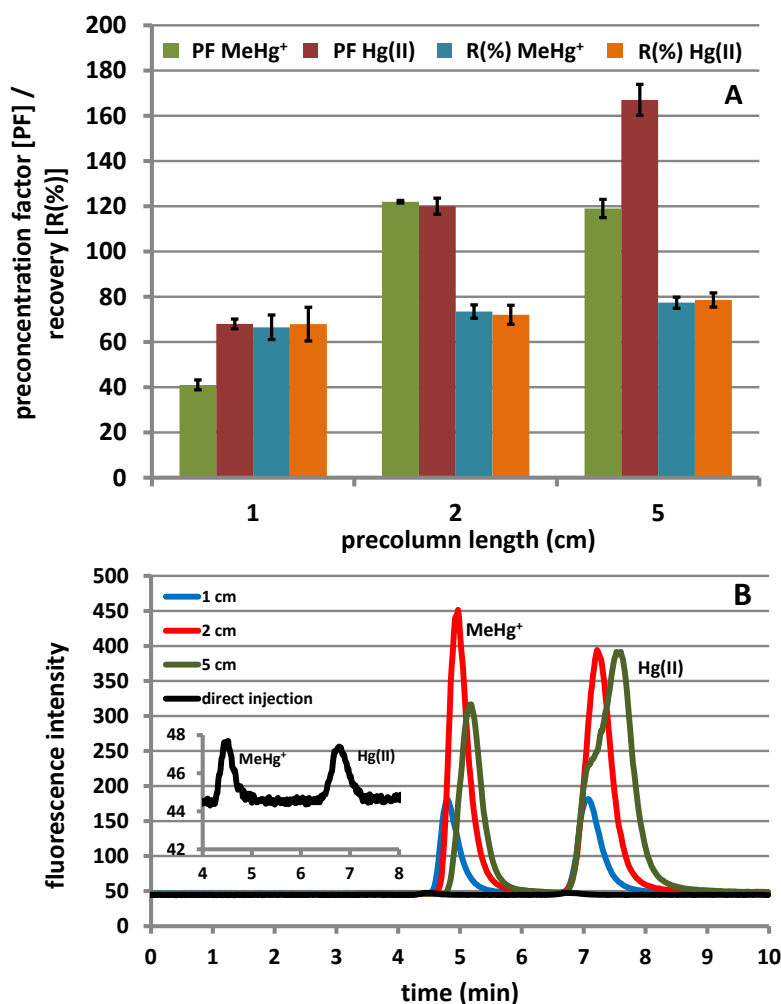 preconcentration factor [PF] /
recovery [R(%)]
200
180
160
140
120
100
80
60
40
20
0
PF MeHg⁺ PF Hg(II) R(%) MeHg⁺ R(%) Hg(II)
A
1 2 5
precolumn length (cm)
fluorescence intensity
500
450
400
350
300
250
200
150
100
50
0
B
1 cm
2 cm
5 cm
direct injection
MeHg⁺
Hg(II)
48
46
44
42
MeHg⁺
Hg(II)
4 5 6 7 8
0 1 2 3 4 5 6 7 8 9 10
time (min)